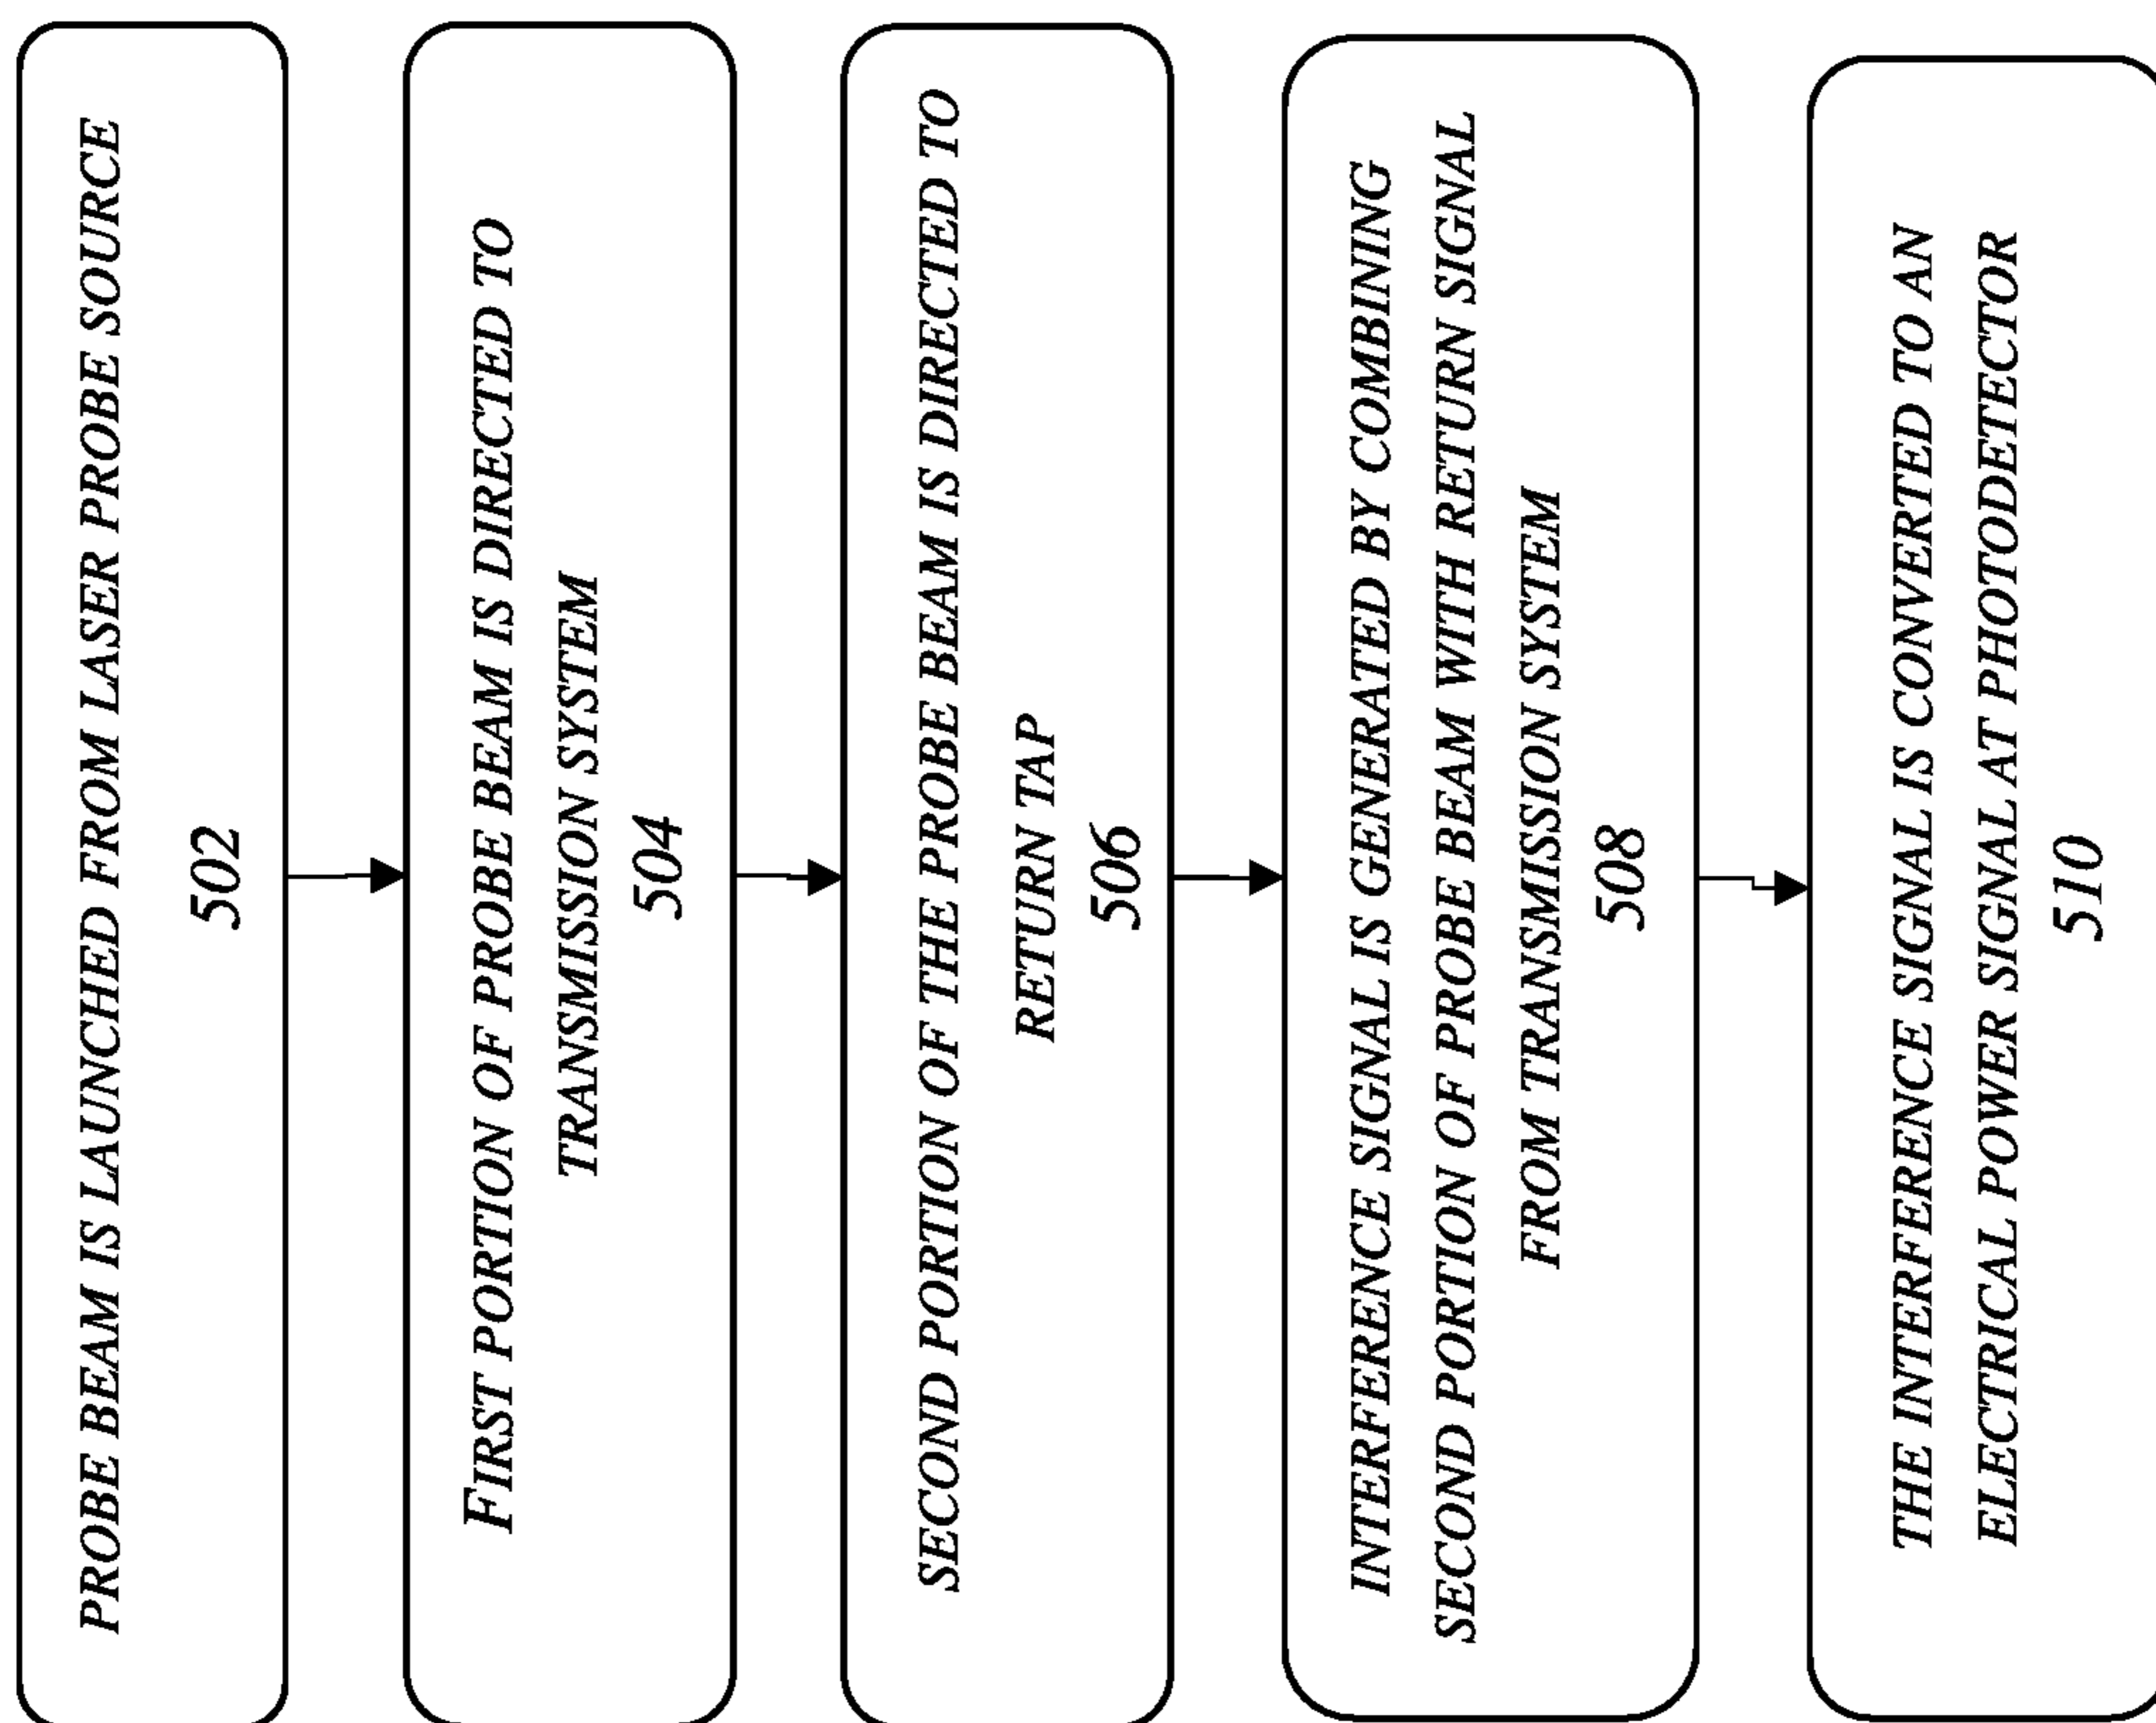 PROBE BEAM IS LAUNCHED FROM LASER PROBE SOURCE
502
FIRST PORTION OF PROBE BEAM IS DIRECTED TO
TRANSMISSION SYSTEM
504
SECOND PORTION OF THE PROBE BEAM IS DIRECTED TO
RETURN TAP
506
INTERFERENCE SIGNAL IS GENERATED BY COMBINING
SECOND PORTION OF PROBE BEAM WITH RETURN SIGNAL
FROM TRANSMISSION SYSTEM
508
THE INTERFERENCE SIGNAL IS CONVERTED TO AN
ELECTRICAL POWER SIGNAL AT PHOTODETECTOR
510